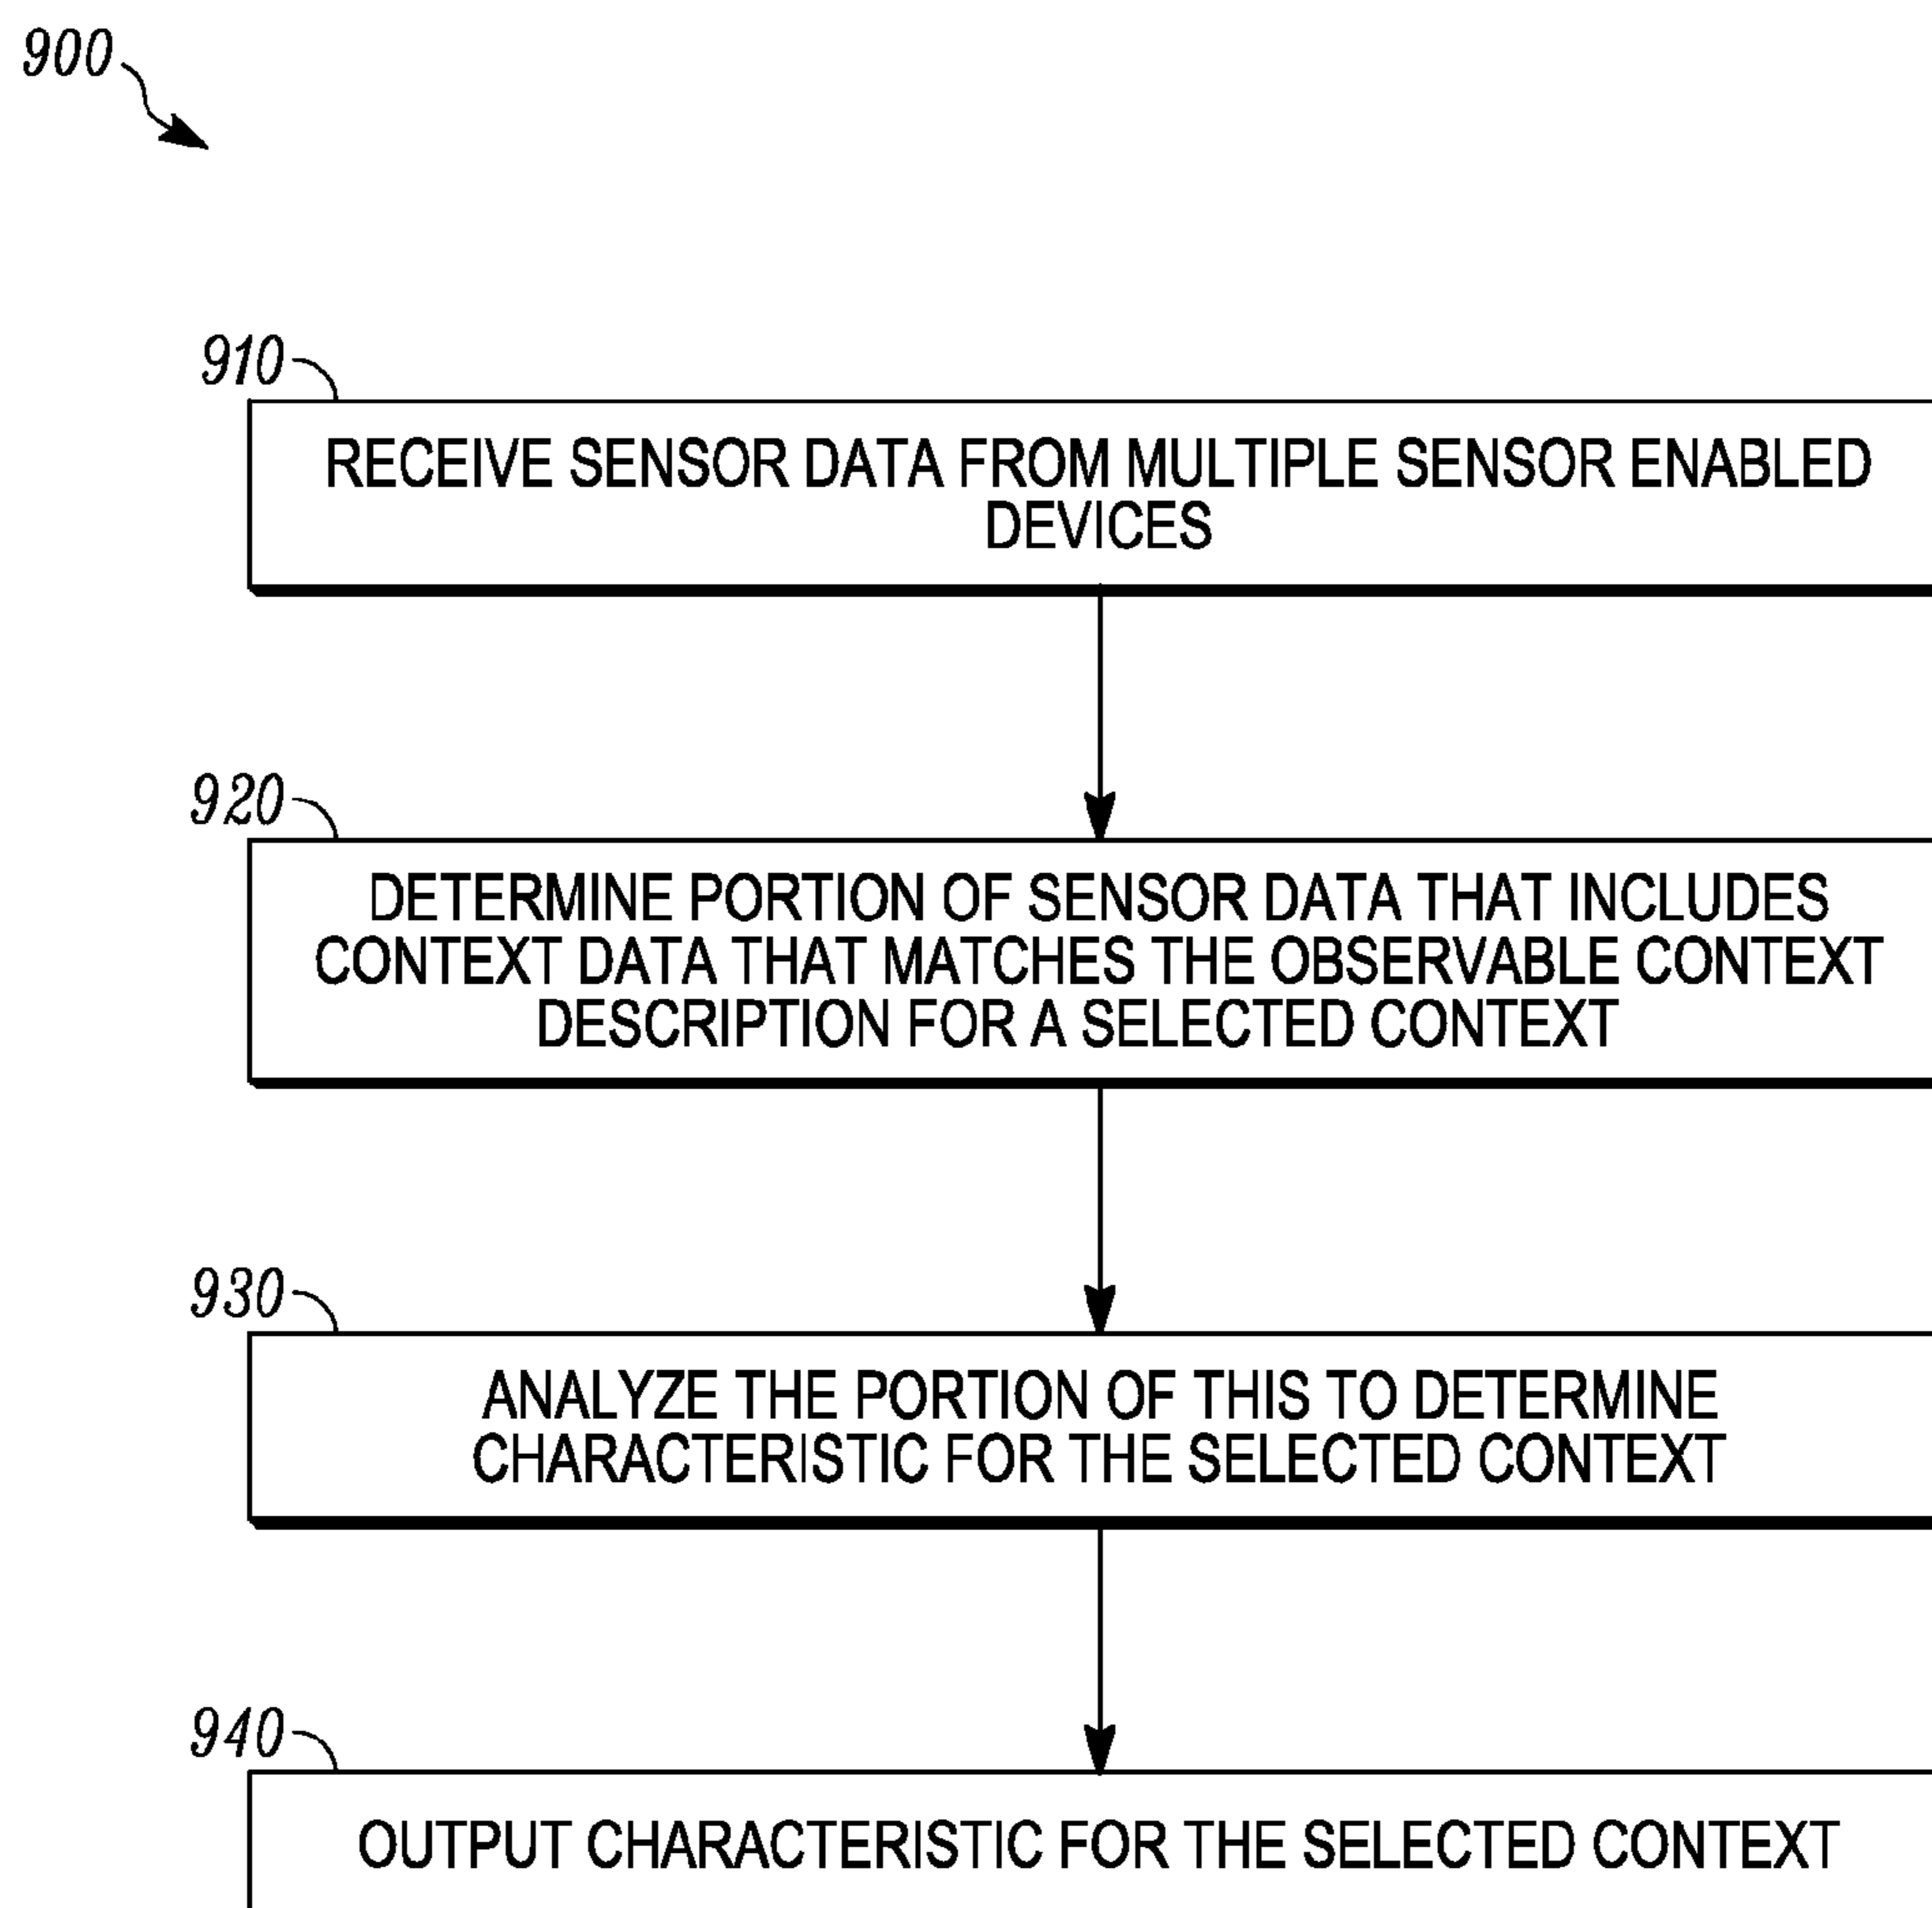 900
910
RECEIVE SENSOR DATA FROM MULTIPLE SENSOR ENABLED
DEVICES
920
DETERMINE PORTION OF SENSOR DATA THAT INCLUDES
CONTEXT DATA THAT MATCHES THE OBSERVABLE CONTEXT
DESCRIPTION FOR A SELECTED CONTEXT
930
ANALYZE THE PORTION OF THIS TO DETERMINE
CHARACTERISTIC FOR THE SELECTED CONTEXT
940
OUTPUT CHARACTERISTIC FOR THE SELECTED CONTEXT